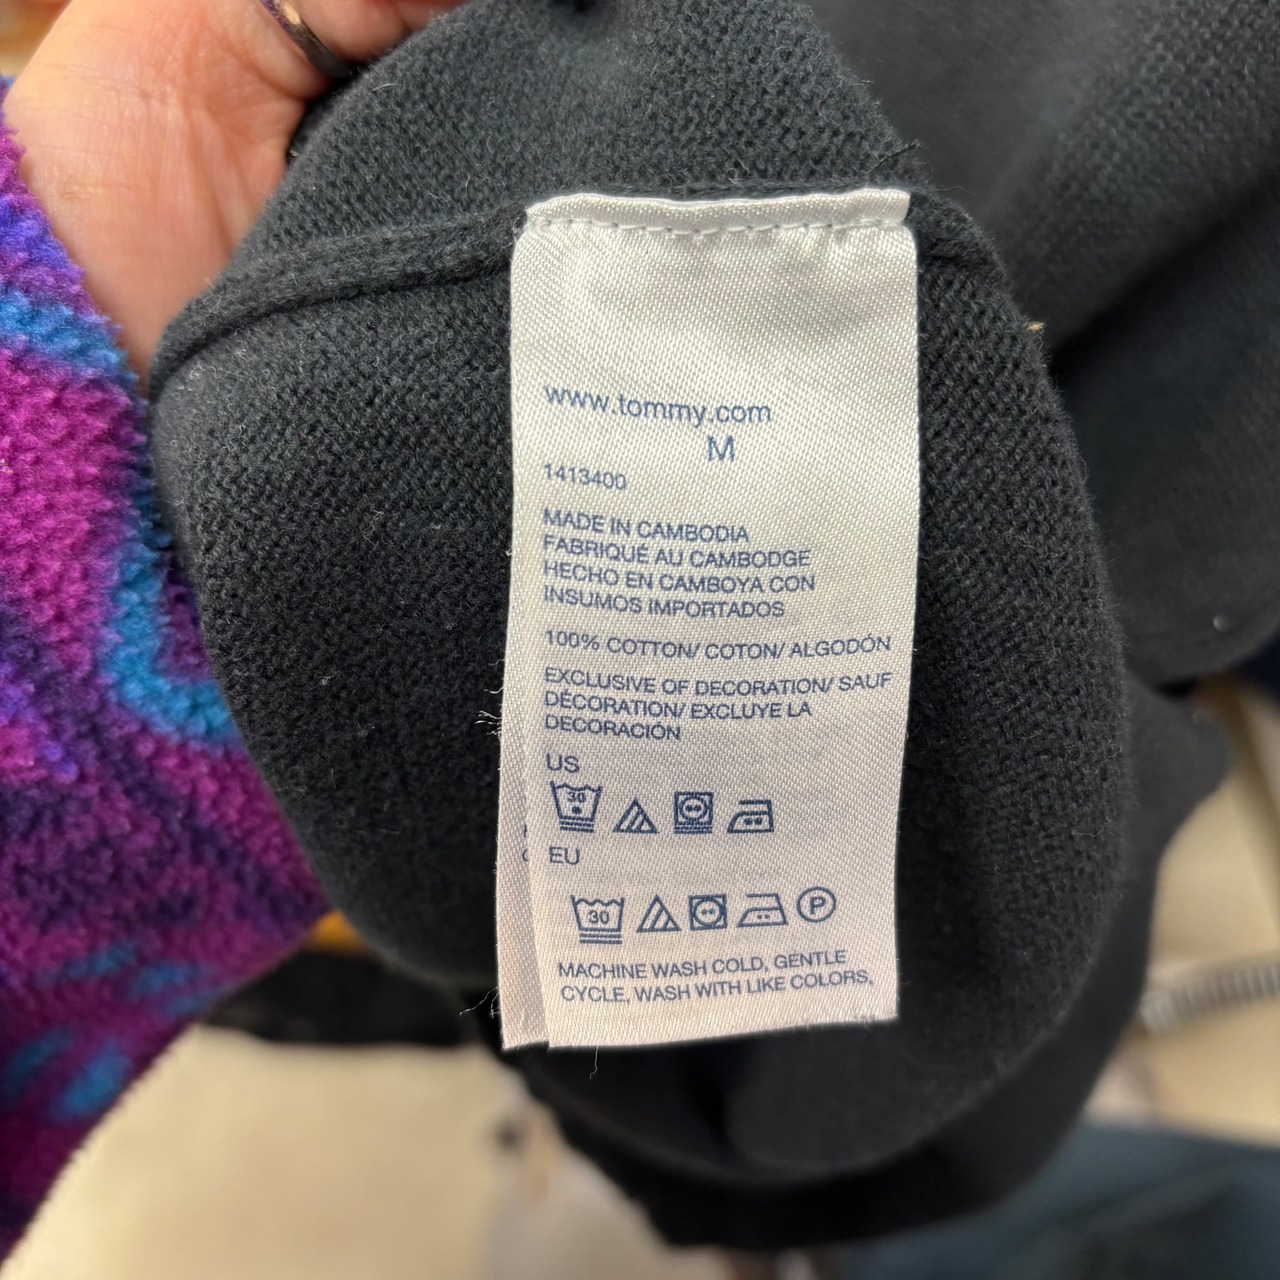 www.tommy.com
M
1413400
MADE IN CAMBODIA
FABRIQUÉ AU CAMBODGE
HECHO EN CAMBOYA CON
INSUMOS IMPORTADOS
100% COTTON/ COTON/ ALGODÓN
EXCLUSIVE OF DECORATION/ SAUF
DÉCORATION/ EXCLUYE LA
DECORACIÓN
US
30
EU
30 P
MACHINE WASH COLD, GENTLE
CYCLE, WASH WITH LIKE COLORS,